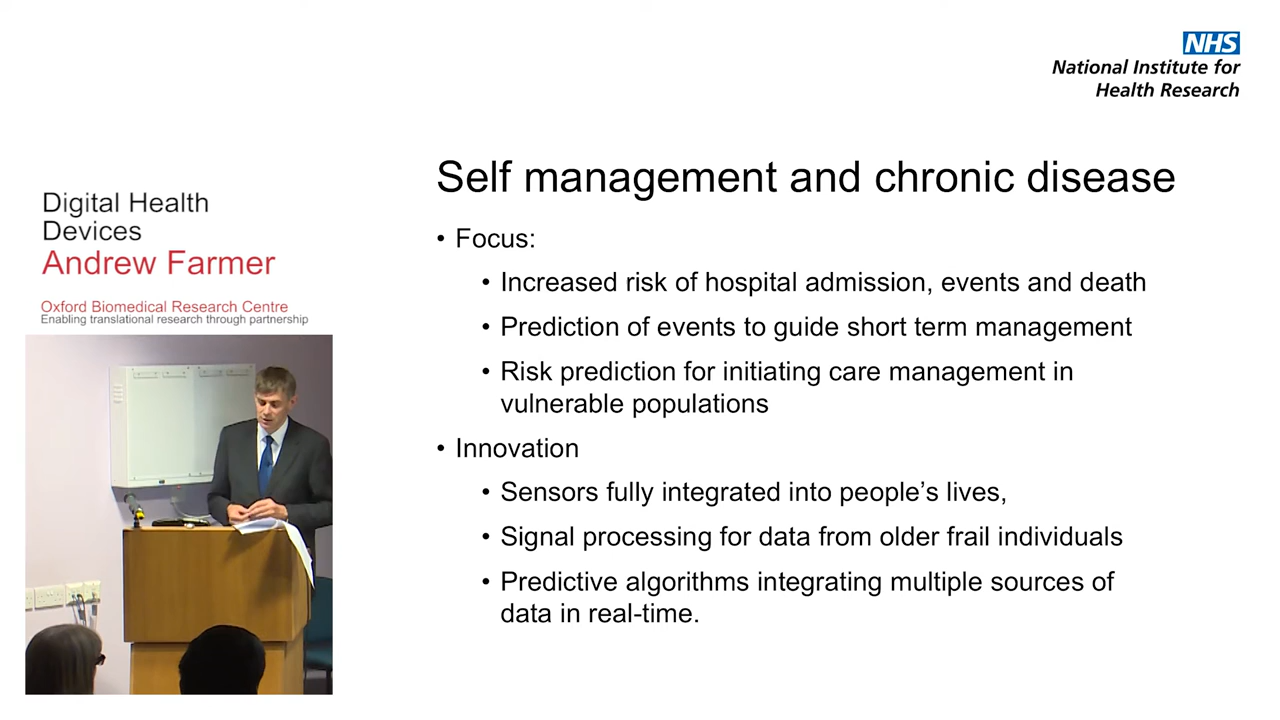 NHS
National Institute for
Health Research
Digital Health
Devices
Andrew Farmer
Oxford Biomedical Research Centre
Enabling translational research through partnership
Self management and chronic disease
• Focus:
• Increased risk of hospital admission, events and death
• Prediction of events to guide short term management
• Risk prediction for initiating care management in
vulnerable populations
• Innovation
• Sensors fully integrated into people’s lives,
• Signal processing for data from older frail individuals
• Predictive algorithms integrating multiple sources of
data in real-time.